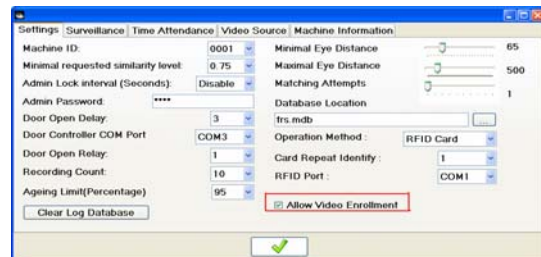 Settings Surveillance Time Attendance Video Source Machine Information
Machine ID: 0001
Minimal requested similarity level: 0.75
Admin Lock interval (Seconds): Disable
Admin Password: ****
Door Open Delay: 3
Door Controller COM Port COM3
Door Open Relay: 1
Recording Count: 10
Ageing Limit(Percentage) 95
Clear Log Database
Minimal Eye Distance 65
Maximal Eye Distance 500
Matching Attempts 1
Database Location
frs.mdb ...
Operation Method : RFID Card
Card Repeat Identify : 1
RFID Port : COM1
Allow Video Enrollment